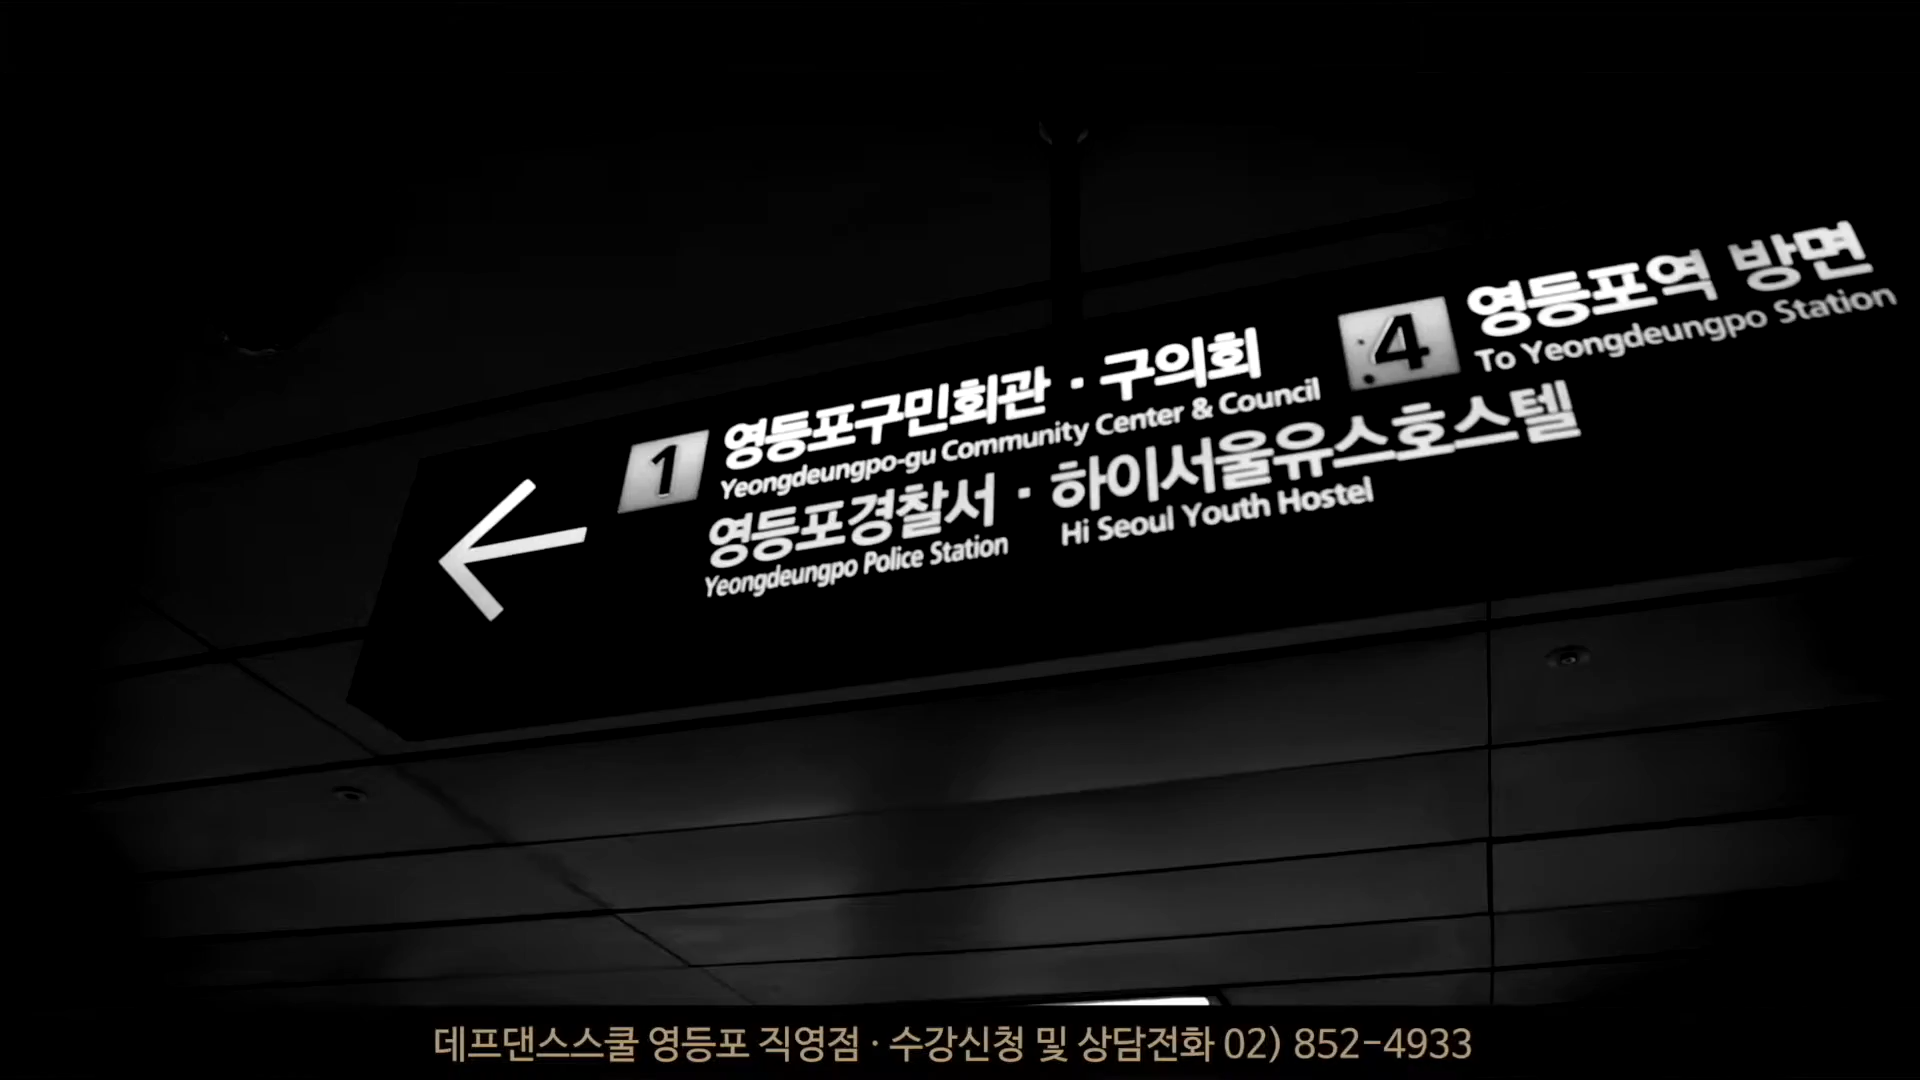 1 영등포구민회관 · 구의회
Yeongdeungpo-gu Community Center & Council
영등포경찰서 · 하이서울유스호스텔
Yeongdeungpo Police Station Hi Seoul Youth Hostel
4 영등포역 방면
To Yeongdeungpo Station
데프댄스스쿨 영등포 직영점 · 수강신청 및 상담전화 02) 852-4933